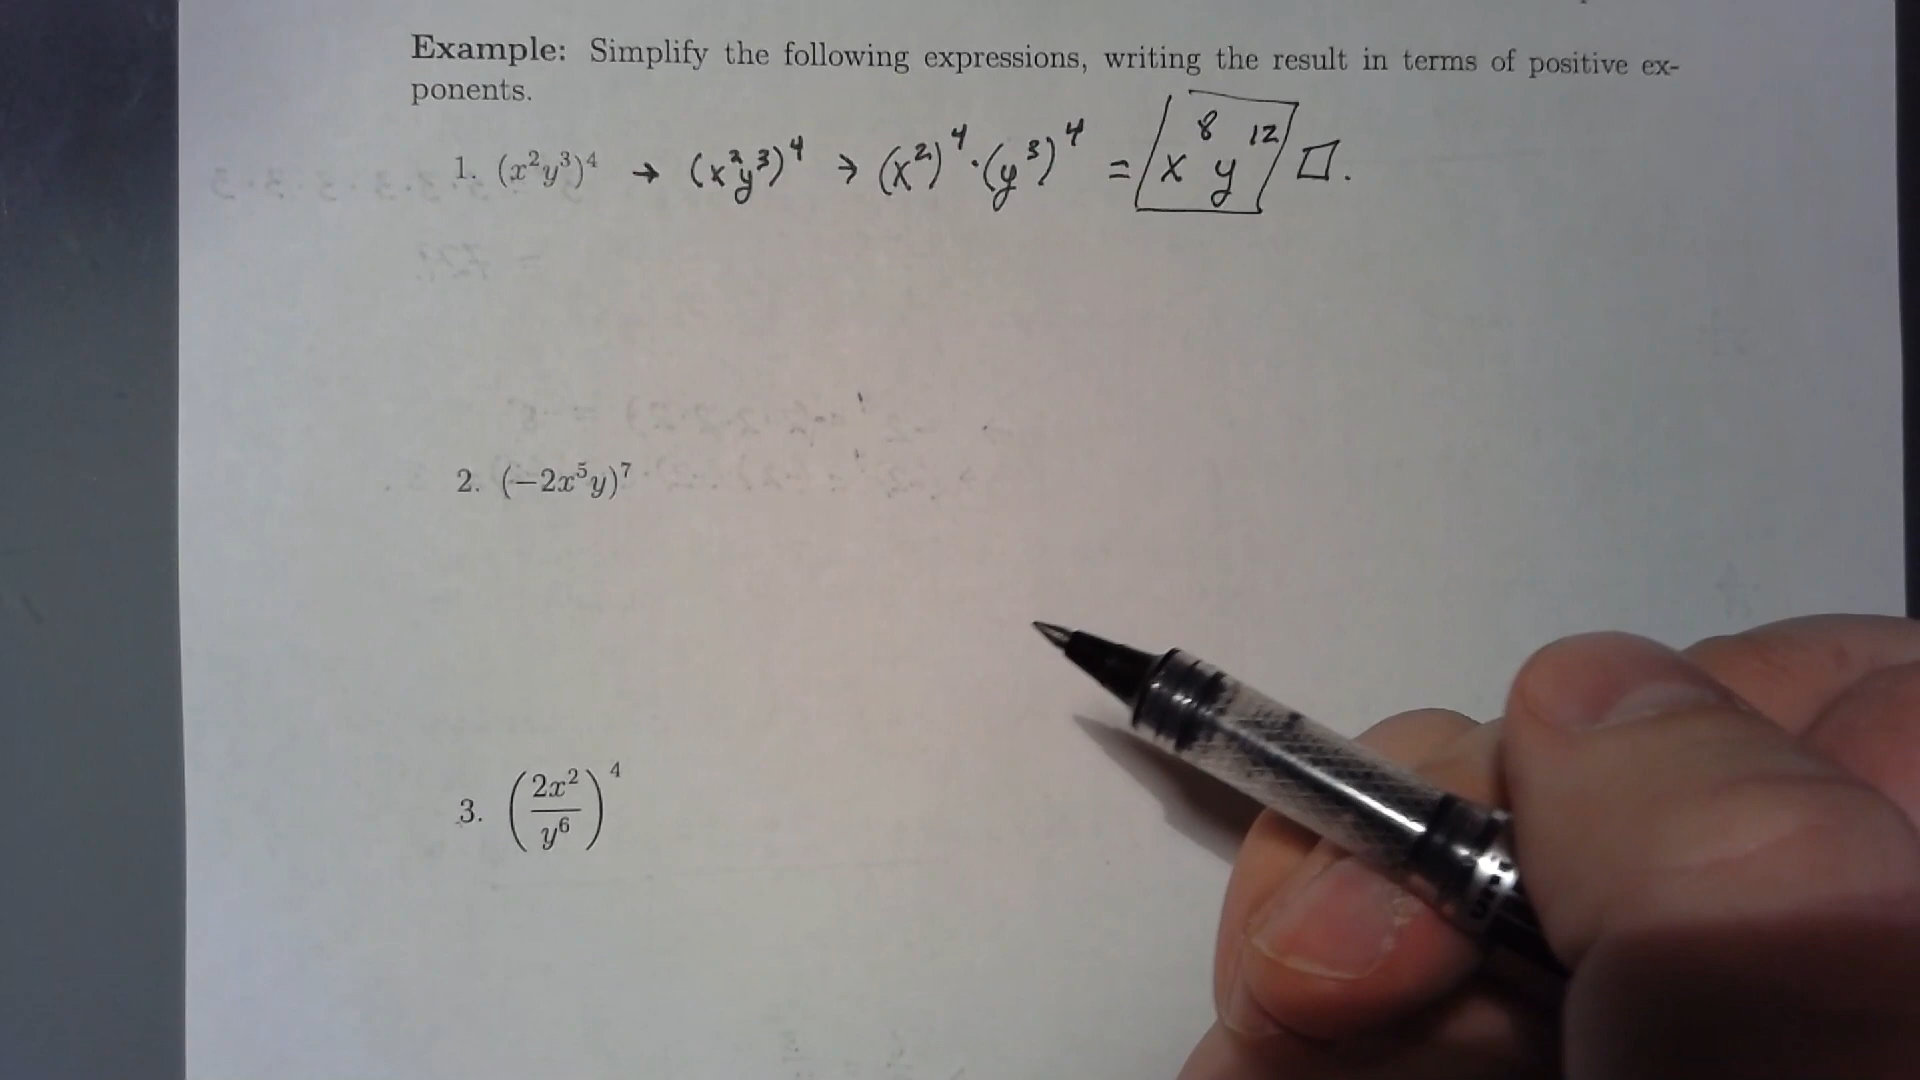 Example: Simplify the following expressions, writing the result in terms of positive ex-
ponents.
1. (x²y³)⁴ → (x²y³)⁴ → (x²)⁴·(y³)⁴ = x⁸y¹² □.
2. (−2x⁵y)⁷
3. (2x²/y⁶)⁴